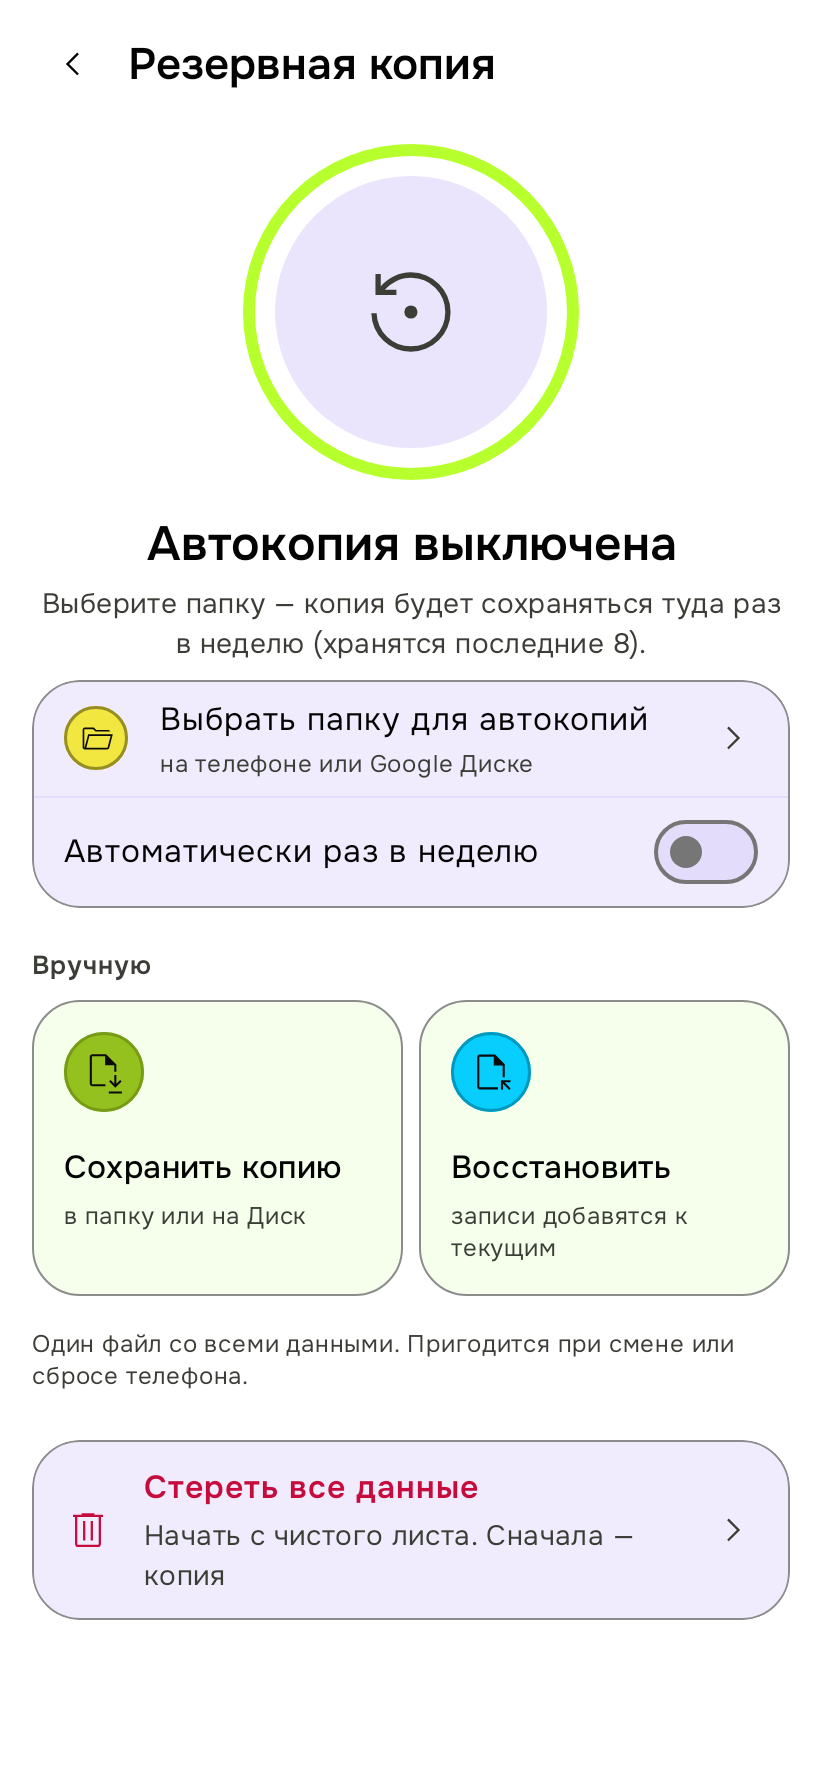 Резервная копия
Автокопия выключена
Выберите папку — копия будет сохраняться туда раз
в неделю (хранятся последние 8).
Выбрать папку для автокопий
на телефоне или Google Диске
Автоматически раз в неделю
Вручную
Сохранить копию
в папку или на Диск
Восстановить
записи добавятся к
текущим
Один файл со всеми данными. Пригодится при смене или
сбросе телефона.
Стереть все данные
Начать с чистого листа. Сначала —
копия